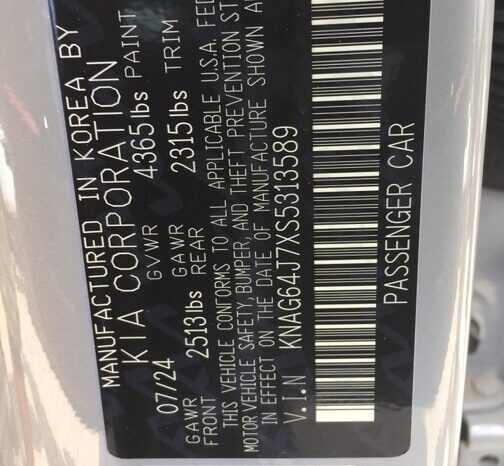 MANUFACTURED IN KOREA BY
KIA CORPORATION
07/24 GVWR 4365lbs PAINT
GAWR FRONT 2513lbs GAWR REAR 2315lbs TRIM
THIS VEHICLE CONFORMS TO ALL APPLICABLE U.S.A. FED
MOTOR VEHICLE SAFETY, BUMPER, AND THEFT PREVENTION ST
IN EFFECT ON THE DATE OF MANUFACTURE SHOWN A
V.I.N KNAG64J7XS5313589
PASSENGER CAR